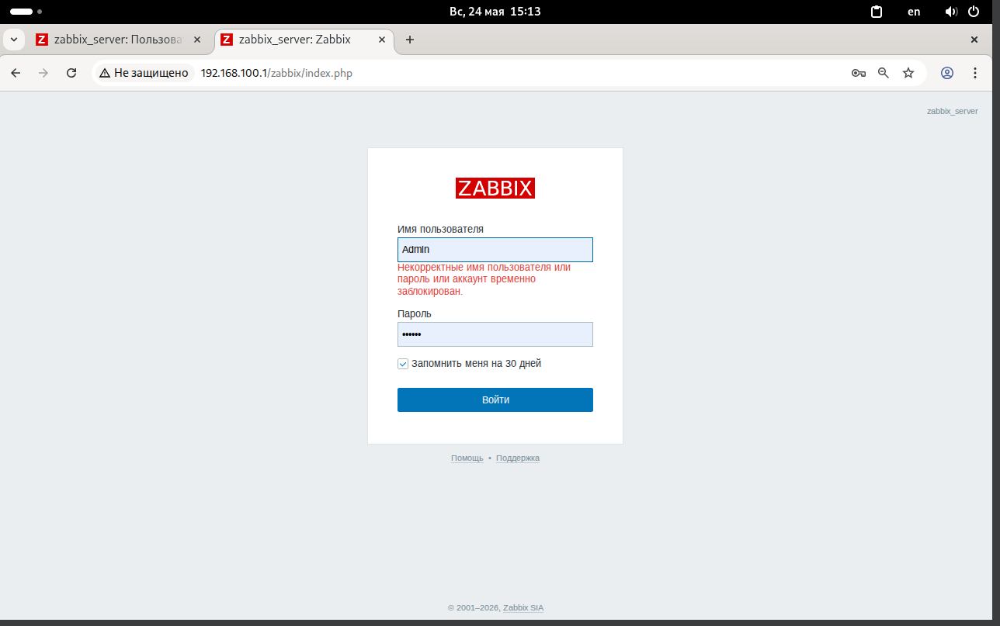 Вс, 24 мая 15:13
en
zabbix_server: Пользова
zabbix_server: Zabbix
Не защищено
192.168.100.1/zabbix/index.php
zabbix_server
ZABBIX
Имя пользователя
Admin
Некорректные имя пользователя или
пароль или аккаунт временно
заблокирован.
Пароль
••••••
Запомнить меня на 30 дней
Войти
Помощь • Поддержка
© 2001–2026, Zabbix SIA